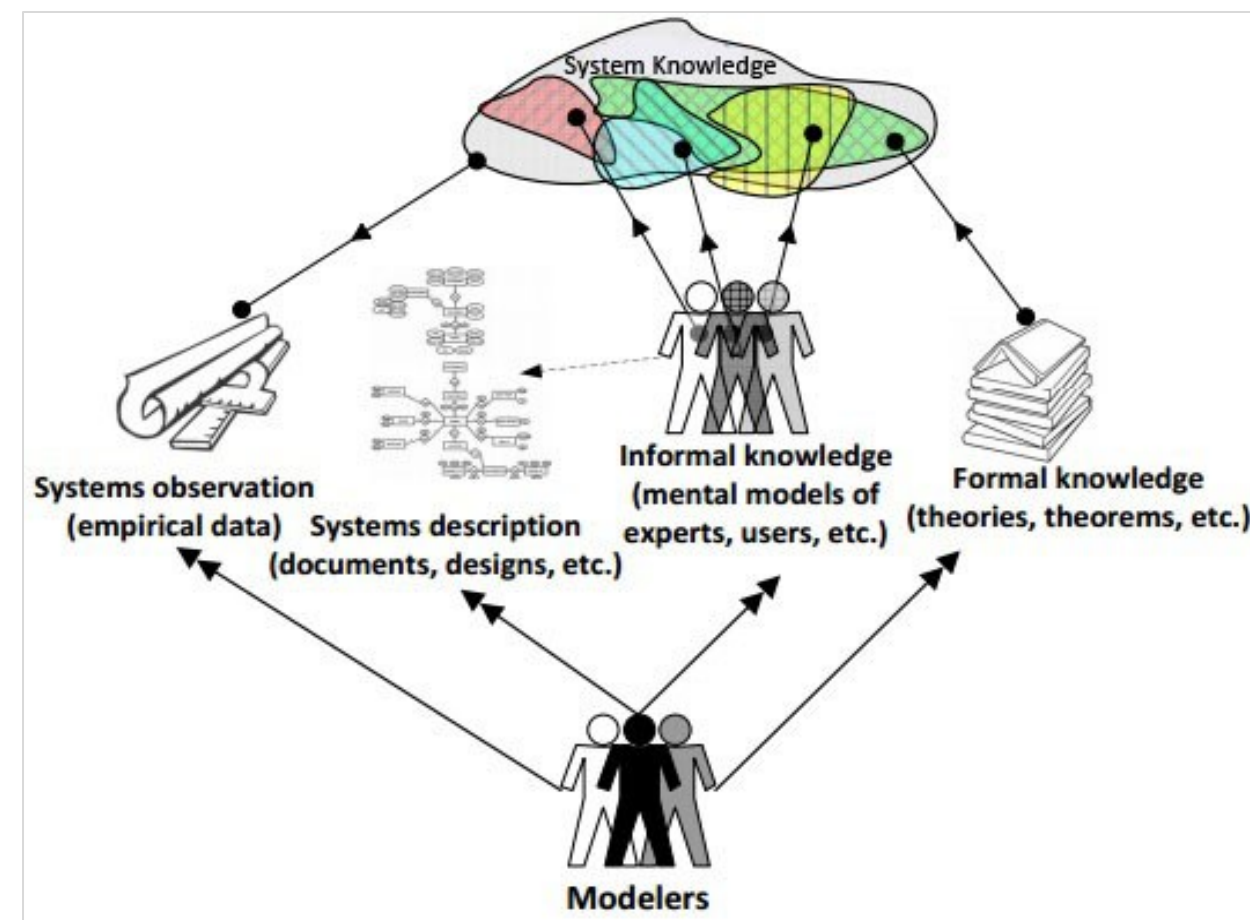 System Knowledge
Systems observation
(empirical data)
Systems description
(documents, designs, etc.)
Informal knowledge
(mental models of
experts, users, etc.)
Formal knowledge
(theories, theorems, etc.)
Modelers